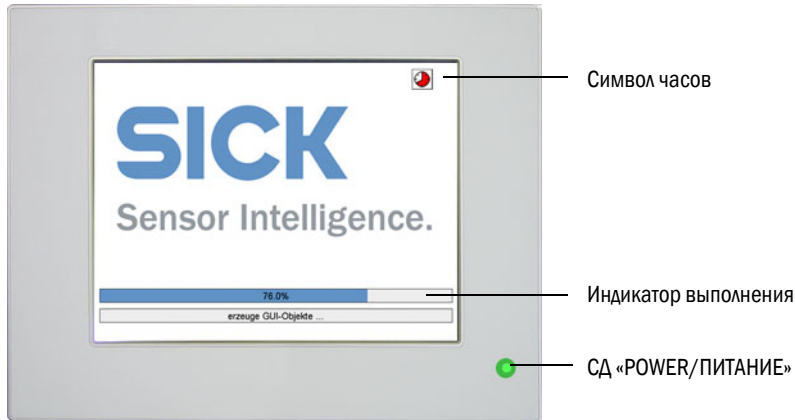 Символ часов
SICK
Sensor Intelligence.
76.0%
Индикатор выполнения
erzeuge GUI-Objekte ...
СД «POWER/ПИТАНИЕ»